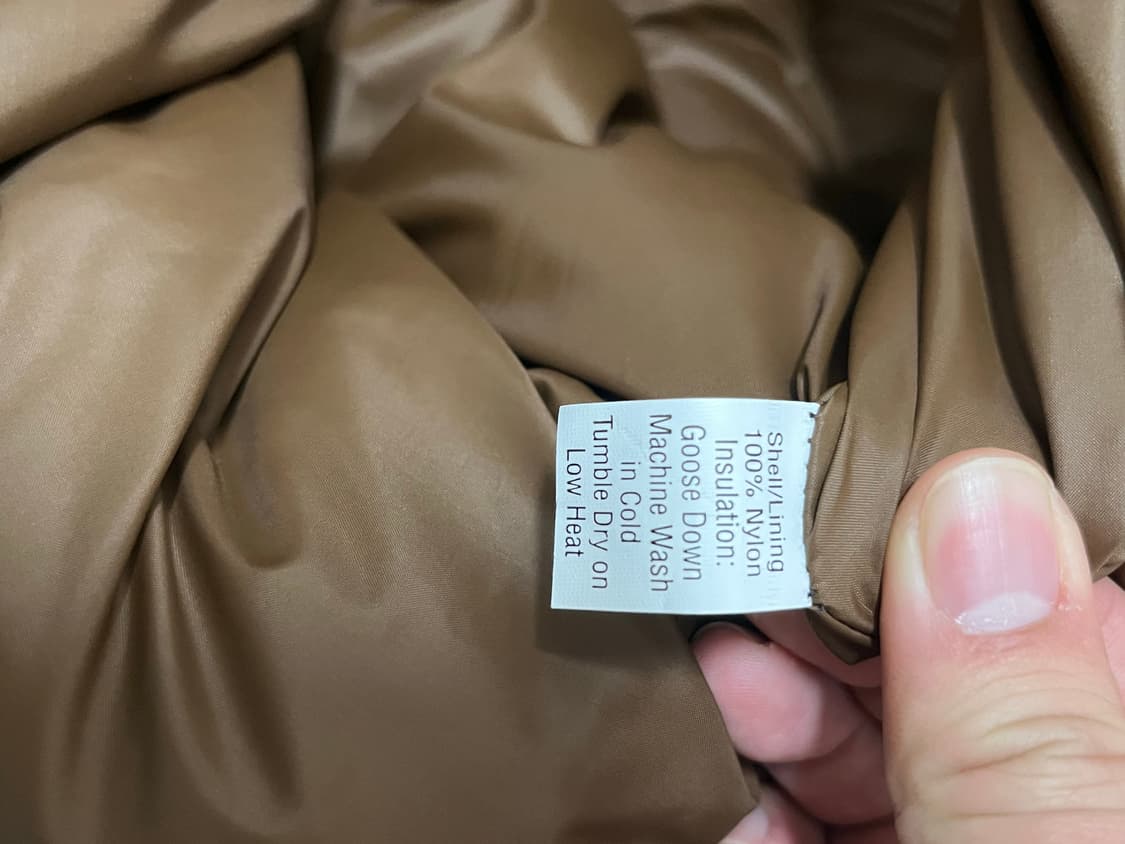 Shell/Lining
100% Nylon
Insulation:
Goose Down
Machine Wash
in Cold
Tumble Dry on
Low Heat